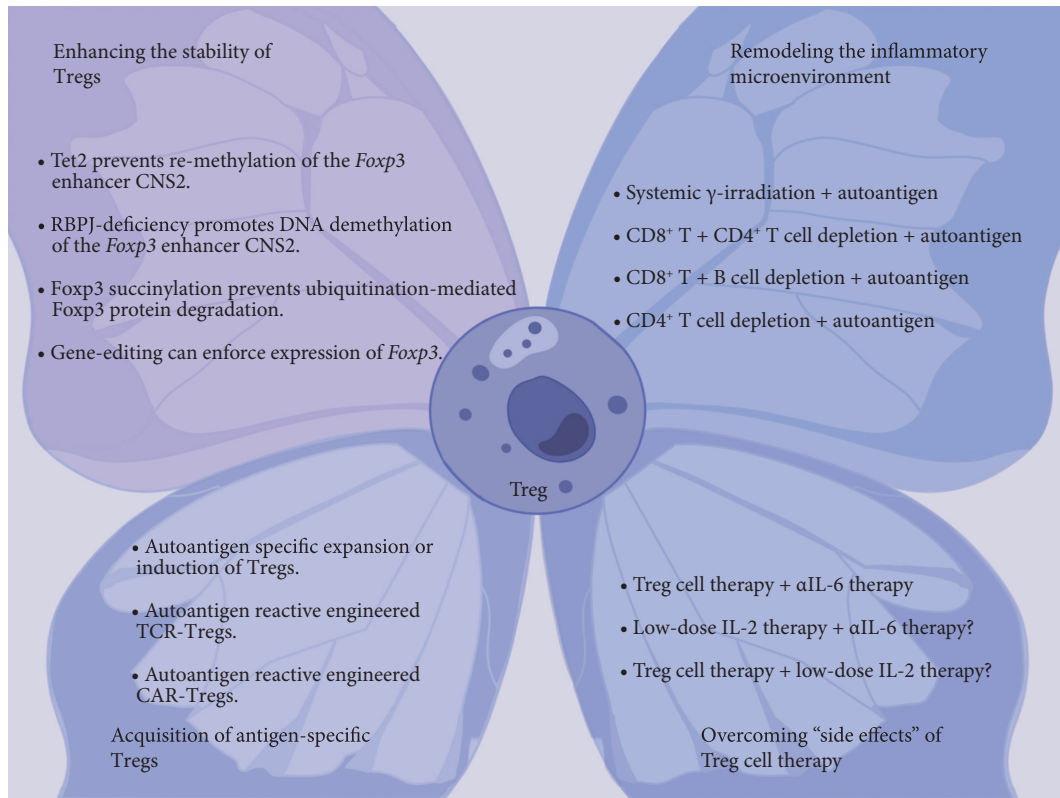 Enhancing the stability of
Tregs
• Tet2 prevents re-methylation of the Foxp3
enhancer CNS2.
• RBPJ-deficiency promotes DNA demethylation
of the Foxp3 enhancer CNS2.
• Foxp3 succinylation prevents ubiquitination-mediated
Foxp3 protein degradation.
• Gene-editing can enforce expression of Foxp3.
Remodeling the inflammatory
microenvironment
• Systemic γ-irradiation + autoantigen
• CD8⁺ T + CD4⁺ T cell depletion + autoantigen
• CD8⁺ T + B cell depletion + autoantigen
• CD4⁺ T cell depletion + autoantigen
Treg
• Autoantigen specific expansion or
induction of Tregs.
• Autoantigen reactive engineered
TCR-Tregs.
• Autoantigen reactive engineered
CAR-Tregs.
Acquisition of antigen-specific
Tregs
• Treg cell therapy + αIL-6 therapy
• Low-dose IL-2 therapy + αIL-6 therapy?
• Treg cell therapy + low-dose IL-2 therapy?
Overcoming “side effects” of
Treg cell therapy